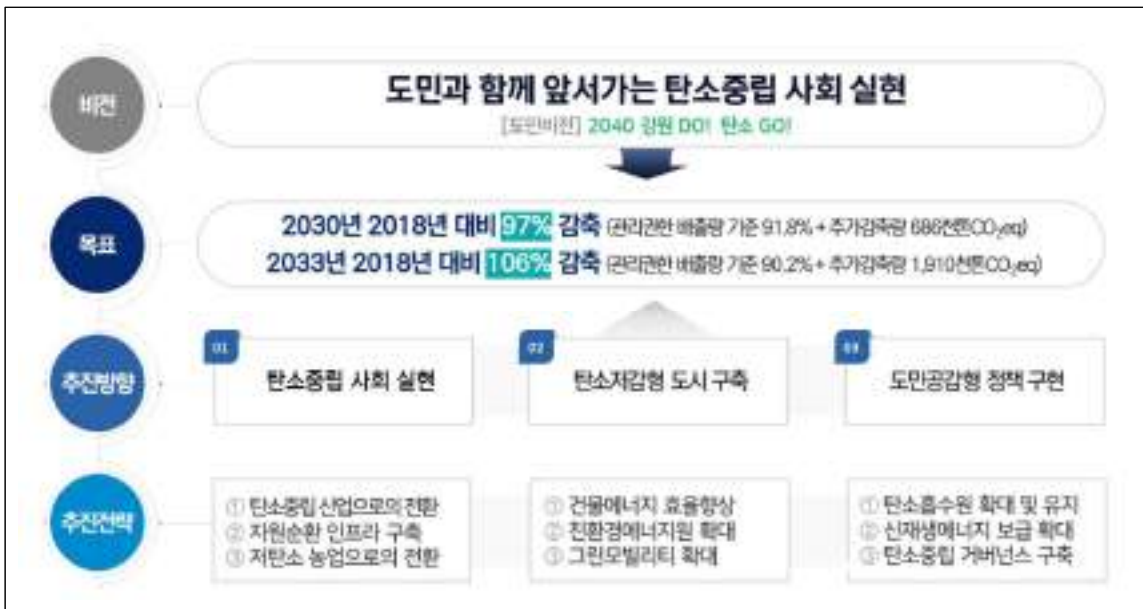 비전
도민과 함께 앞서가는 탄소중립 사회 실현
[도민비전] 2040 강원 DO! 탄소 GO!
목표
2030년 2018년 대비 97% 감축 (관리권한 배출량 기준 91.8% + 추가감축량 686천톤CO₂eq)
2033년 2018년 대비 106% 감축 (관리권한 배출량 기준 90.2% + 추가감축량 1,910천톤CO₂eq)
추진방향
01
탄소중립 사회 실현
02
탄소저감형 도시 구축
03
도민공감형 정책 구현
추진전략
① 탄소중립 산업으로의 전환
② 자원순환 인프라 구축
③ 저탄소 농업으로의 전환
① 건물에너지 효율향상
② 친환경에너지원 확대
③ 그린모빌리티 확대
① 탄소흡수원 확대 및 유지
② 신재생에너지 보급 확대
③ 탄소중립 거버넌스 구축